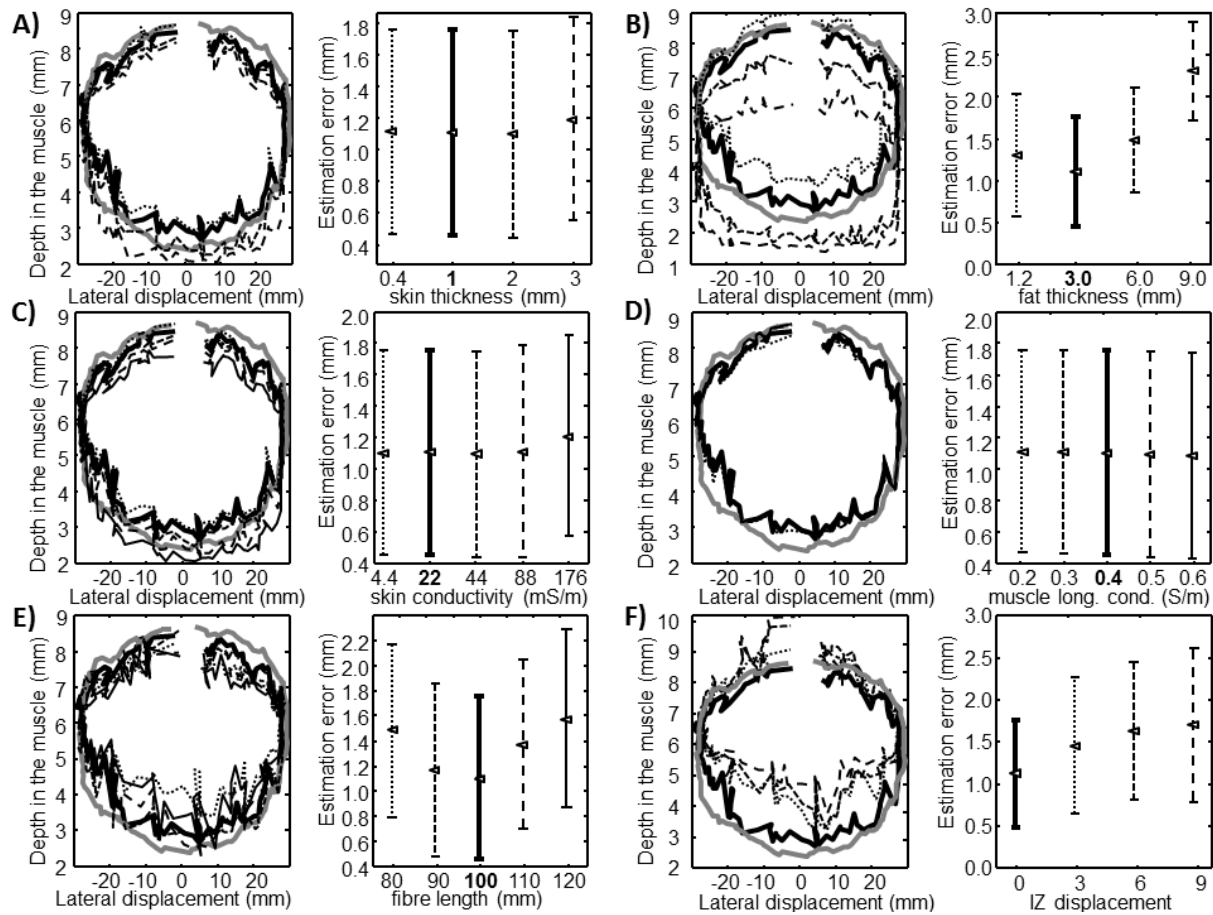 A)
Depth in the muscle (mm)
9
8
7
6
5
4
3
2
-20 -10 0 10 20
Lateral displacement (mm)
Estimation error (mm)
1.8
1.6
1.4
1.2
1.0
0.8
0.6
0.4
0.4 1 2 3
skin thickness (mm)
B)
Depth in the muscle (mm)
9
8
7
6
5
4
3
2
1
-20 -10 0 10 20
Lateral displacement (mm)
Estimation error (mm)
3.0
2.5
2.0
1.5
1.0
0.5
0.0
1.2 3.0 6.0 9.0
fat thickness (mm)
C)
Depth in the muscle (mm)
9
8
7
6
5
4
3
2
-20 -10 0 10 20
Lateral displacement (mm)
Estimation error (mm)
2.0
1.8
1.6
1.4
1.2
1.0
0.8
0.6
0.4
4.4 22 44 88 176
skin conductivity (mS/m)
D)
Depth in the muscle (mm)
9
8
7
6
5
4
3
2
-20 -10 0 10 20
Lateral displacement (mm)
Estimation error (mm)
2.0
1.8
1.6
1.4
1.2
1.0
0.8
0.6
0.4
0.2 0.3 0.4 0.5 0.6
muscle long. cond. (S/m)
E)
Depth in the muscle (mm)
9
8
7
6
5
4
3
2
-20 -10 0 10 20
Lateral displacement (mm)
Estimation error (mm)
2.2
2.0
1.8
1.6
1.4
1.2
1.0
0.8
0.6
0.4
80 90 100 110 120
fibre length (mm)
F)
Depth in the muscle (mm)
10
9
8
7
6
5
4
3
2
-20 -10 0 10 20
Lateral displacement (mm)
Estimation error (mm)
3.0
2.5
2.0
1.5
1.0
0.5
0.0
0 3 6 9
IZ displacement